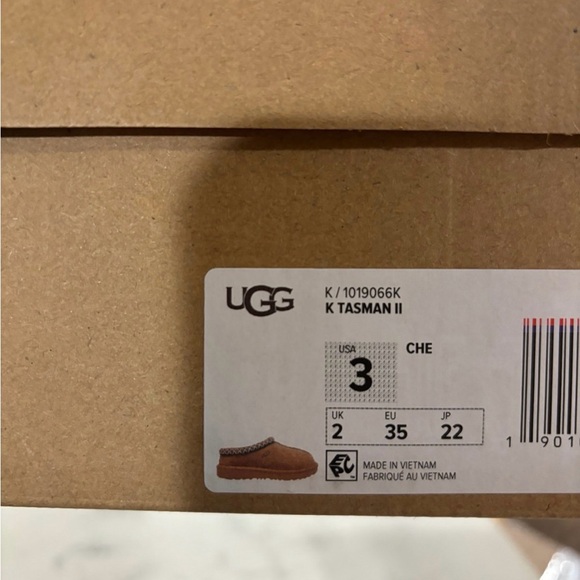 UGG
K / 1019066K
K TASMAN II
USA
3
CHE
UK EU JP
2 35 22
MADE IN VIETNAM
FABRIQUÉ AU VIETNAM
1 901